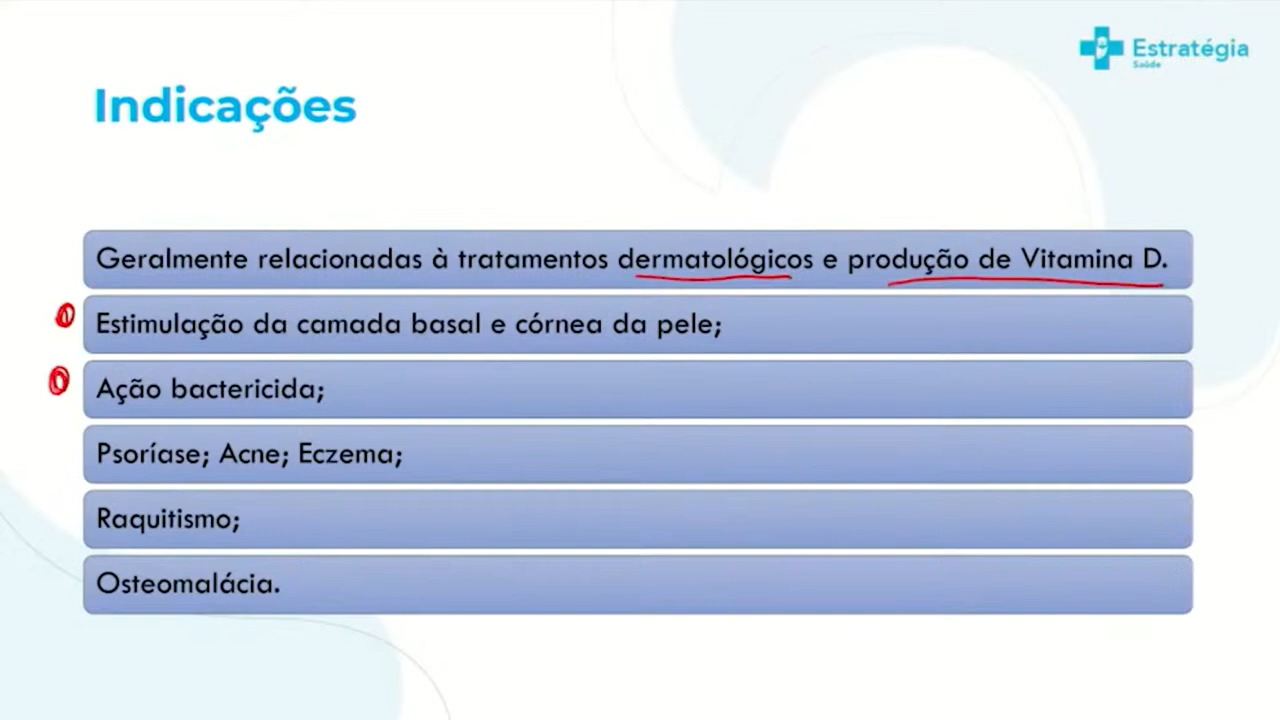 Estratégia
Saúde
Indicações
Geralmente relacionadas à tratamentos dermatológicos e produção de Vitamina D.
Estimulação da camada basal e córnea da pele;
Ação bactericida;
Psoríase; Acne; Eczema;
Raquitismo;
Osteomalácia.